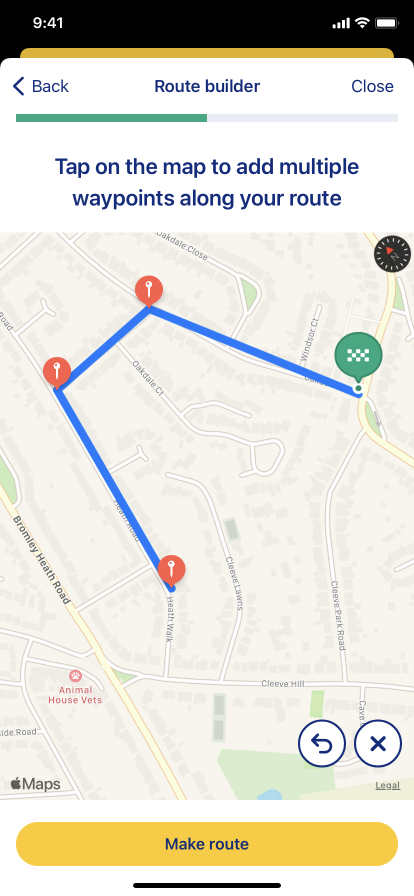 9:41
Back
Route builder
Close
Tap on the map to add multiple
waypoints along your route
Oakdale Close
Road
Windsor Ct
Oakdale Ct
Heath Road
Bromley Heath Road
Cleeve Lawns
Cleeve Park Road
Heath Walk
Cleeve Hill
Animal
House Vets
side Road
Maps
Legal
Make route